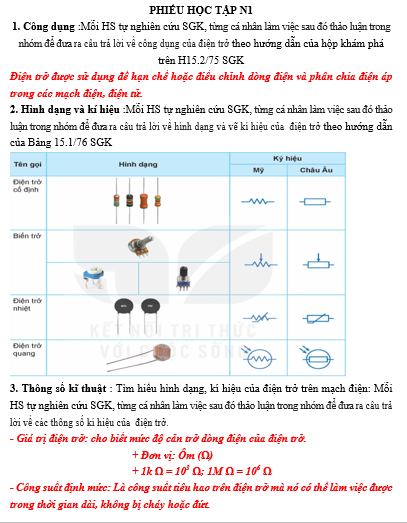 PHIẾU HỌC TẬP N1
1. Công dụng :Mỗi HS tự nghiên cứu SGK, từng cá nhân làm việc sau đó thảo luận trong
nhóm để đưa ra câu trả lời về công dụng của điện trở theo hướng dẫn của hộp khám phá
trên H15.2/75 SGK
Điện trở được sử dụng để hạn chế hoặc điều chỉnh dòng điện và phân chia điện áp
trong các mạch điện, điện tử.
2. Hình dạng và kí hiệu :Mỗi HS tự nghiên cứu SGK, từng cá nhân làm việc sau đó thảo
luận trong nhóm để đưa ra câu trả lời về hình dạng và vẽ kí hiệu của điện trở theo hướng dẫn
của Bảng 15.1/76 SGK
Tên gọi Hình dạng Ký hiệu
Mỹ Châu Âu
Điện trở
cố định
Biến trở
Điện trở
nhiệt
Điện trở
quang
KẾT NỐI TRI THỨC
VỚI CUỘC SỐNG
3. Thông số kĩ thuật : Tìm hiểu hình dạng, kí hiệu của điện trở trên mạch điện: Mỗi
HS tự nghiên cứu SGK, từng cá nhân làm việc sau đó thảo luận trong nhóm để đưa ra câu trả
lời về các thông số kí hiệu của điện trở.
- Giá trị điện trở: cho biết mức độ cản trở dòng điện của điện trở.
+ Đơn vị: Ôm (Ω)
+ 1k Ω = 10³ Ω; 1M Ω = 10⁶ Ω
- Công suất định mức: Là công suất tiêu hao trên điện trở mà nó có thể làm việc được
trong thời gian dài, không bị cháy hoặc đứt.